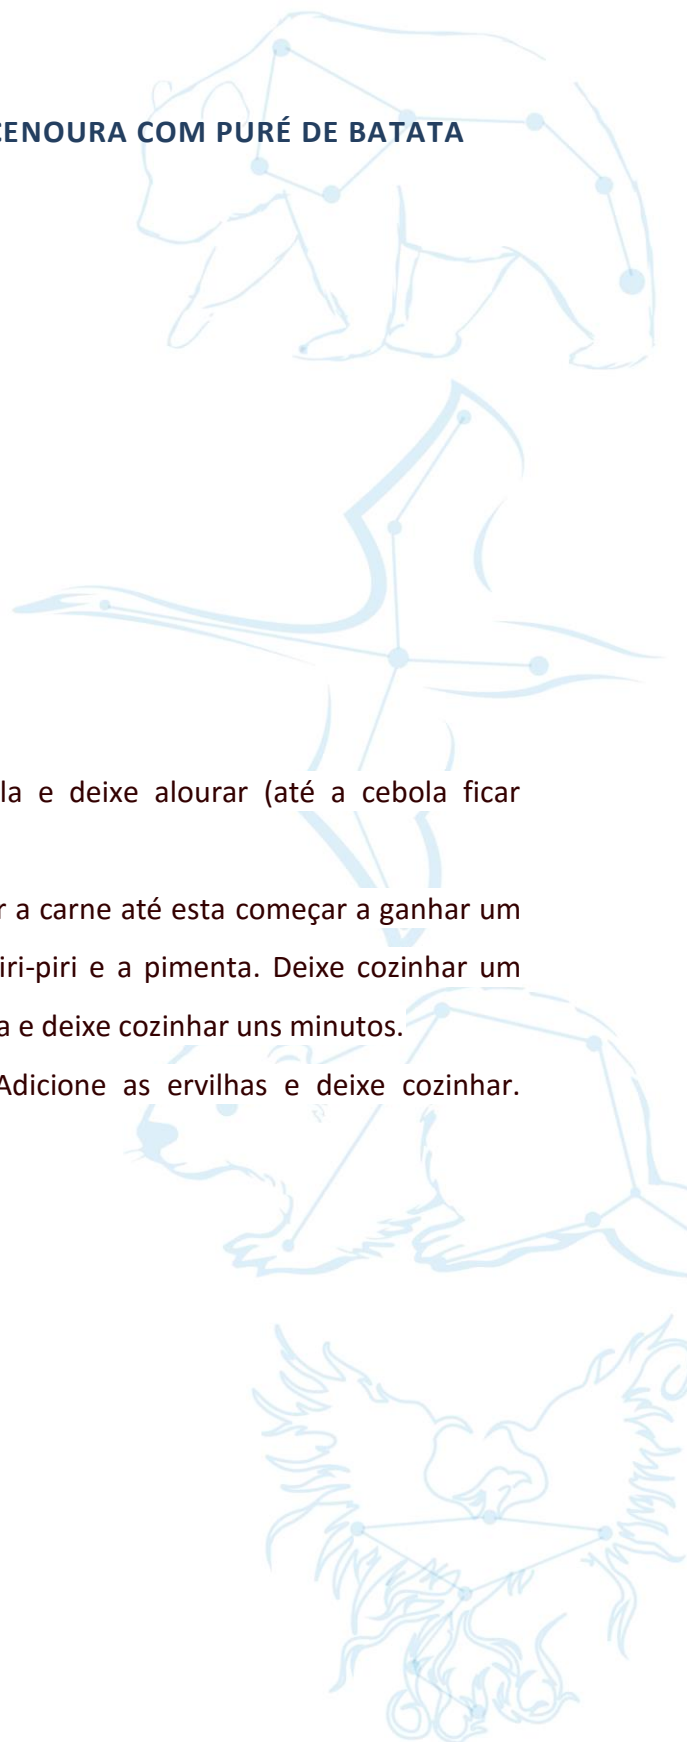 CENOURA COM PURÉ DE BATATA
la e deixe alourar (até a cebola ficar
r a carne até esta começar a ganhar um
iri-piri e a pimenta. Deixe cozinhar um
a e deixe cozinhar uns minutos.
Adicione as ervilhas e deixe cozinhar.